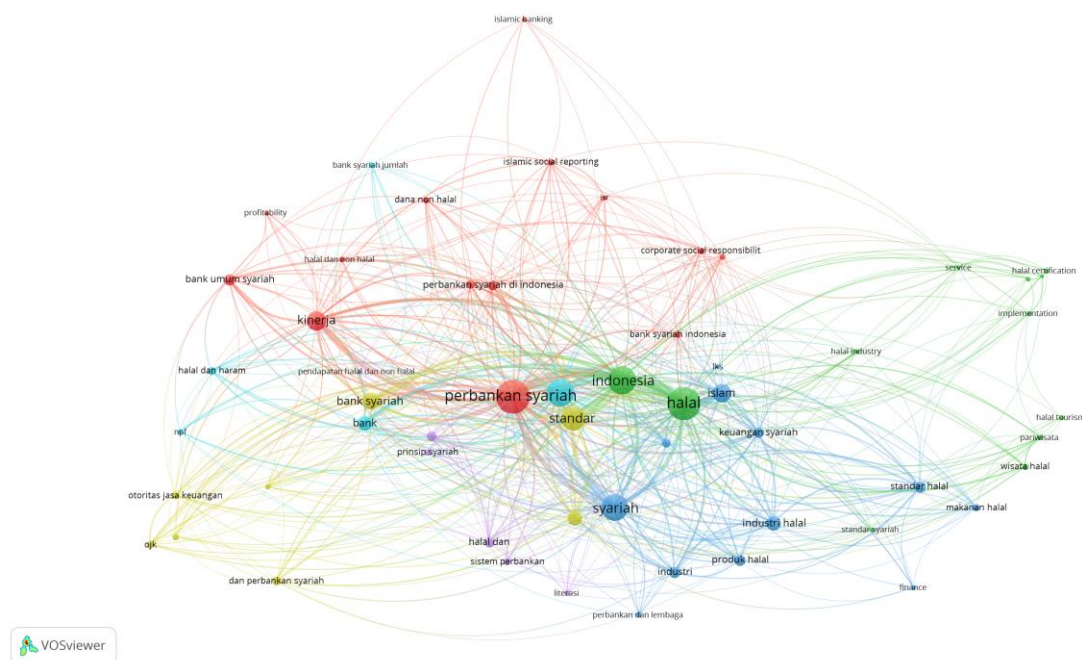 islamic banking
bank syariah jumlah
islamic social reporting
dana non halal
isr
profitability
corporate social responsibilit
halal dan non halal
service
halal certification
bank umum syariah
perbankan syariah di indonesia
implementation
kinerja
bank syariah indonesia
halal industry
halal dan haram
pendapatan halal dan non halal
lks
indonesia
islam
perbankan syariah
bank syariah
halal
standar
bank
halal tourism
npf
keuangan syariah
pariwisata
prinsip syariah
wisata halal
otoritas jasa keuangan
standar halal
makanan halal
syariah
industri halal
standar syariah
ojk
halal dan
sistem perbankan
produk halal
industri
dan perbankan syariah
finance
literasi
perbankan dan lembaga
VOSviewer